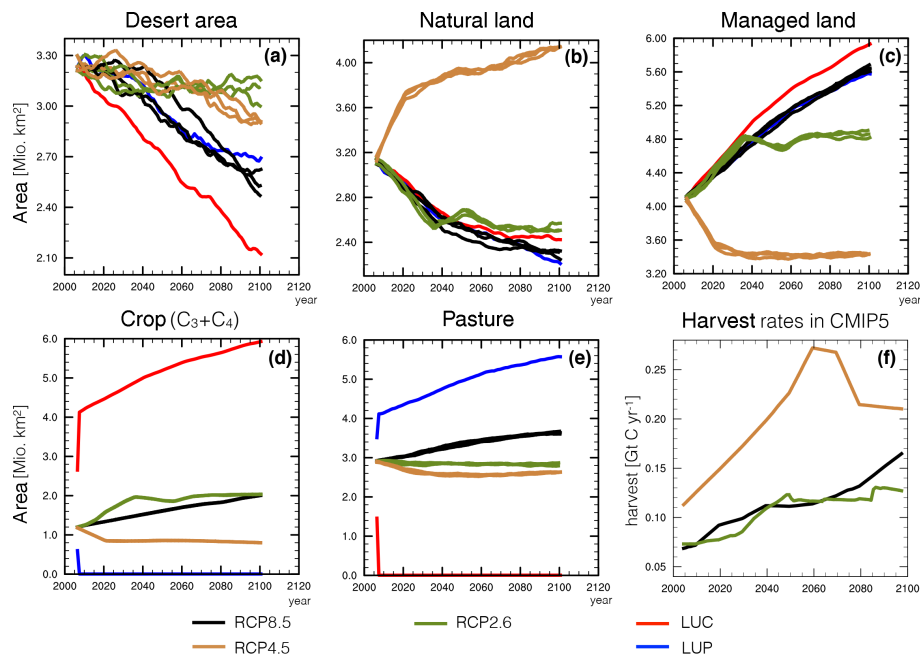 Desert area
Natural land
Managed land
(a)
(b)
(c)
Area [Mio. km²]
3.30
3.00
2.70
2.40
2.10
4.00
3.60
3.20
2.80
2.40
6.00
5.60
5.20
4.80
4.40
4.00
3.60
3.20
2000 2020 2040 2060 2080 2100 2120
year
2000 2020 2040 2060 2080 2100 2120
year
2000 2020 2040 2060 2080 2100 2120
year
Crop (C₃+C₄)
Pasture
Harvest rates in CMIP5
(d)
(e)
(f)
Area [Mio. km²]
6.0
5.0
4.0
3.0
2.0
1.0
0.0
6.0
5.0
4.0
3.0
2.0
1.0
0.0
harvest [Gt C yr⁻¹]
0.25
0.20
0.15
0.10
0.05
2000 2020 2040 2060 2080 2100 2120
year
2000 2020 2040 2060 2080 2100 2120
year
2000 2020 2040 2060 2080 2100
year
RCP8.5
RCP2.6
LUC
RCP4.5
LUP